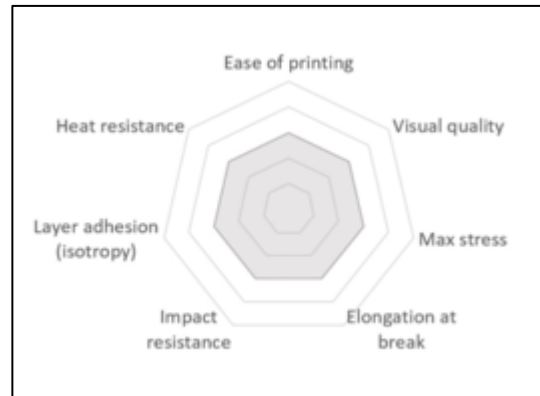 Ease of printing
Heat resistance
Visual quality
Layer adhesion
(isotropy)
Max stress
Impact
resistance
Elongation at
break